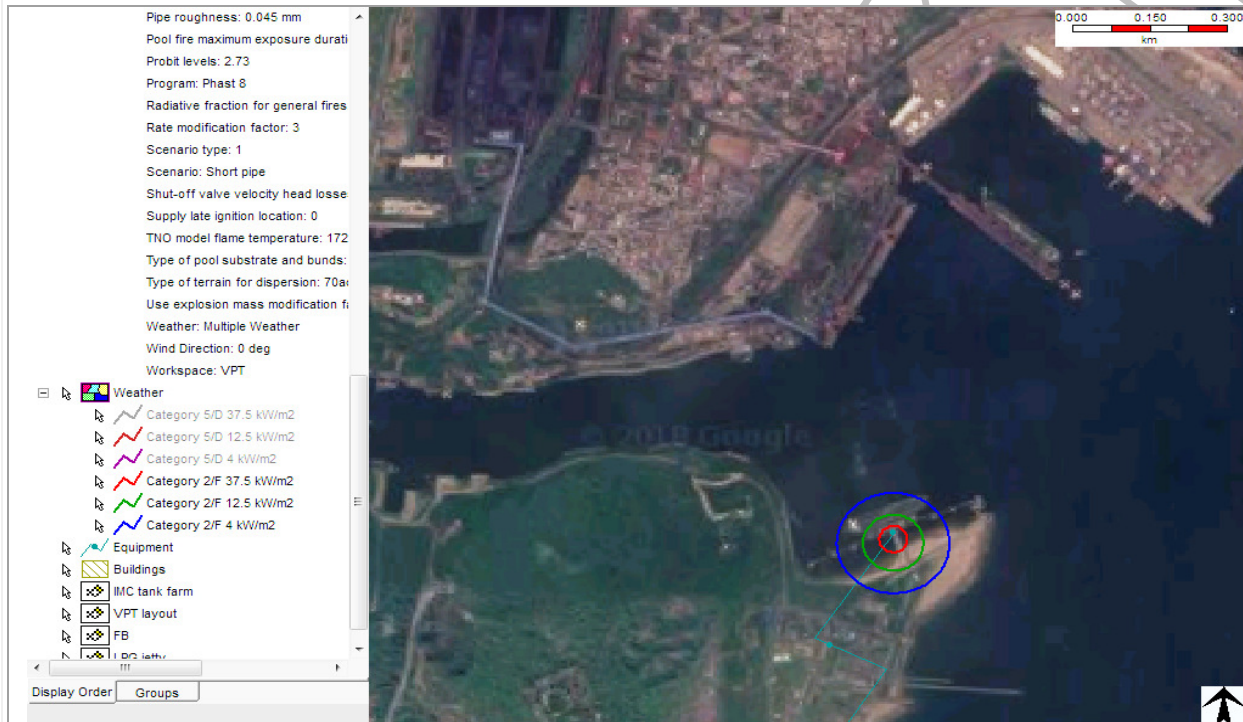 Pipe roughness: 0.045 mm
Pool fire maximum exposure durati
Probit levels: 2.73
Program: Phast 8
Radiative fraction for general fires
Rate modification factor: 3
Scenario type: 1
Scenario: Short pipe
Shut-off valve velocity head losse
Supply late ignition location: 0
TNO model flame temperature: 172
Type of pool substrate and bunds:
Type of terrain for dispersion: 70a
Use explosion mass modification fa
Weather: Multiple Weather
Wind Direction: 0 deg
Workspace: VPT
Weather
Category 5/D 37.5 kW/m2
Category 5/D 12.5 kW/m2
Category 5/D 4 kW/m2
Category 2/F 37.5 kW/m2
Category 2/F 12.5 kW/m2
Category 2/F 4 kW/m2
Equipment
Buildings
IMC tank farm
VPT layout
FB
LPG jetty
Display Order Groups
0.000 0.150 0.300
km
© 2018 Google